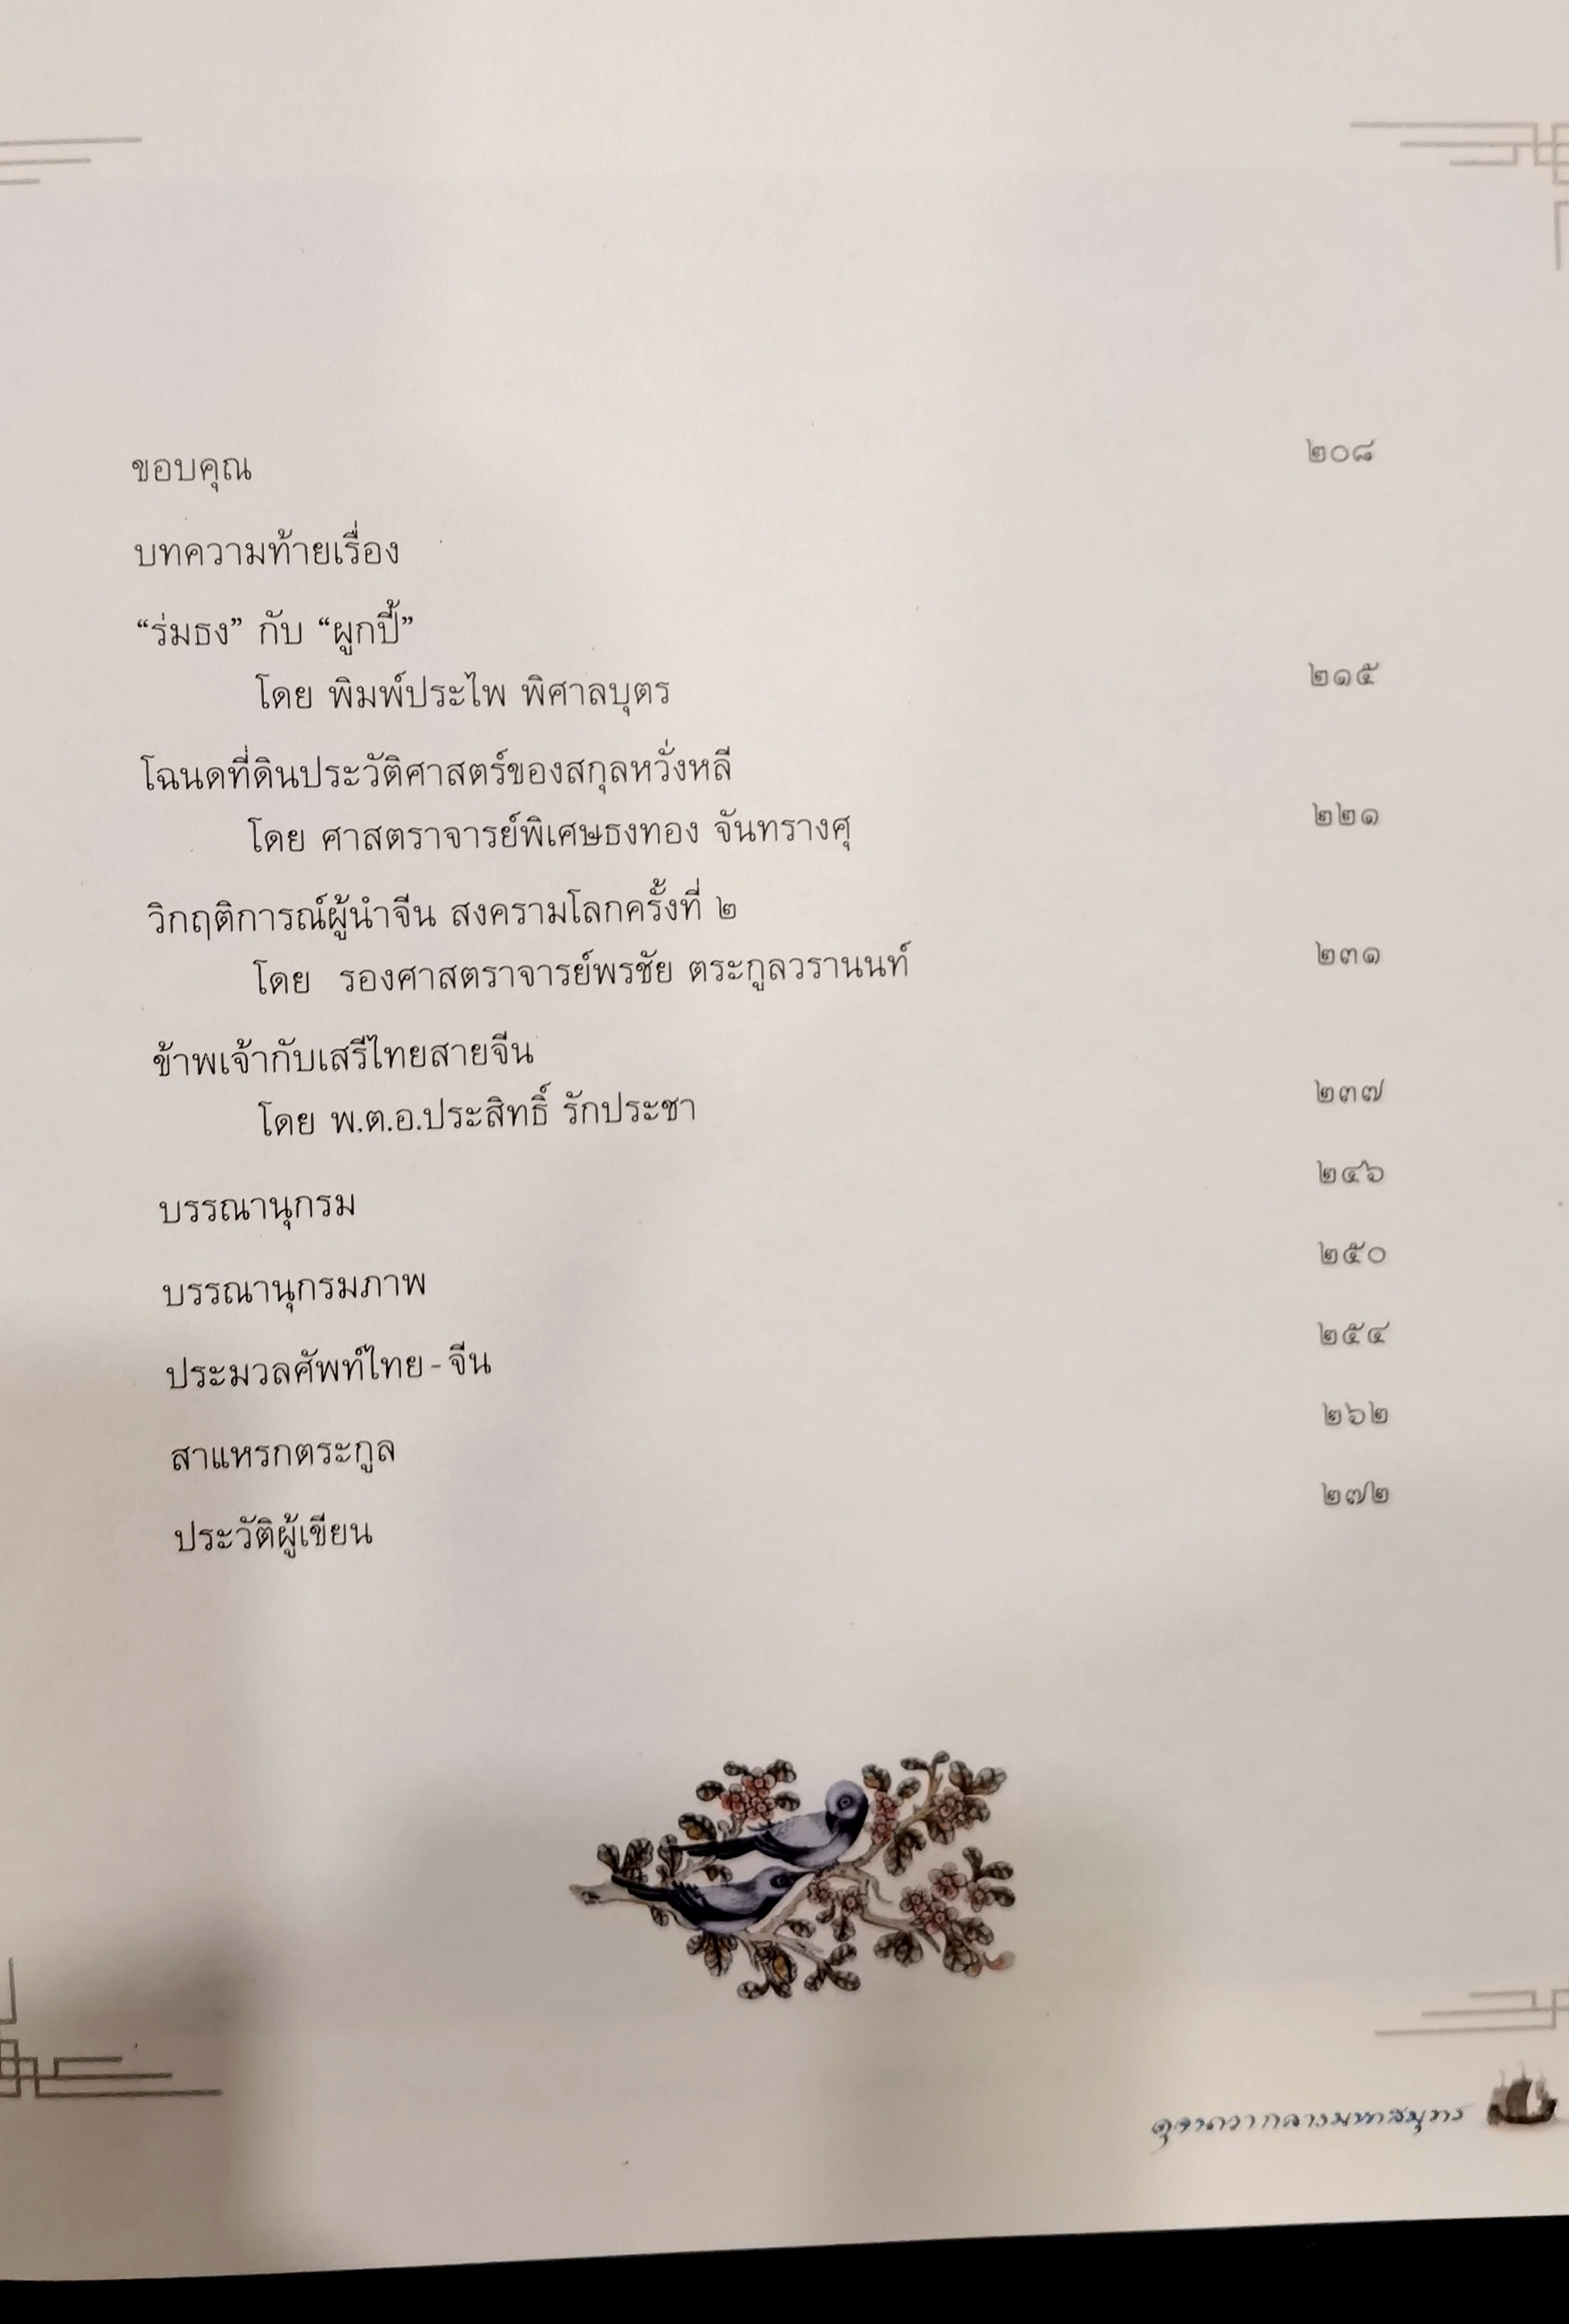 ขอบคุณ ๒๐๘
บทความท้ายเรื่อง
“ร่มธง” กับ “ผูกปี้”
โดย พิมพ์ประไพ พิศาลบุตร ๒๑๕
โฉนดที่ดินประวัติศาสตร์ของสกุลหวั่งหลี
โดย ศาสตราจารย์พิเศษธงทอง จันทรางศุ ๒๒๑
วิกฤติการณ์ผู้นำจีน สงครามโลกครั้งที่ ๒
โดย รองศาสตราจารย์พรชัย ตระกูลวรานนท์ ๒๓๑
ข้าพเจ้ากับเสรีไทยสายจีน
โดย พ.ต.อ.ประสิทธิ์ รักประชา ๒๓๗
บรรณานุกรม ๒๔๖
บรรณานุกรมภาพ ๒๕๐
ประมวลศัพท์ไทย - จีน ๒๕๔
สาแหรกตระกูล ๒๖๒
ประวัติผู้เขียน ๒๗๒
ดุจนาวากลางมหาสมุทร